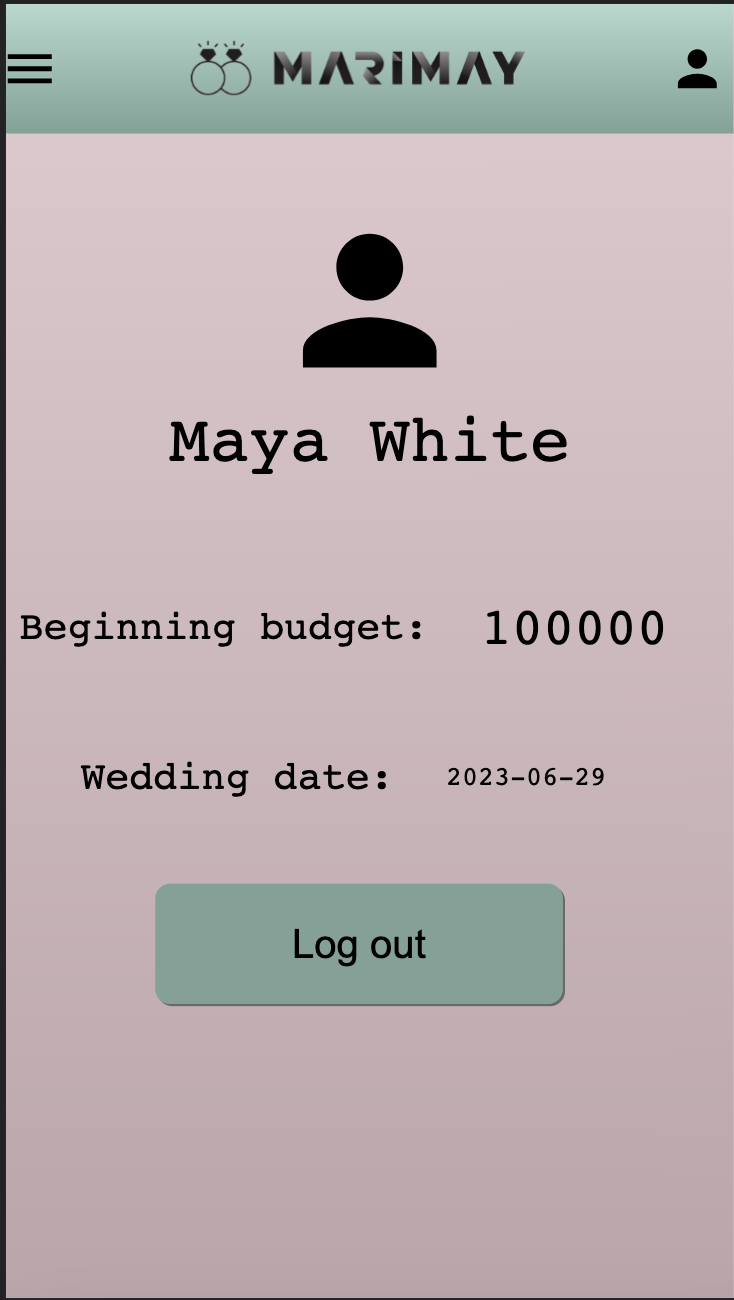 MARIMAY
Maya White
Beginning budget: 100000
Wedding date: 2023-06-29
Log out